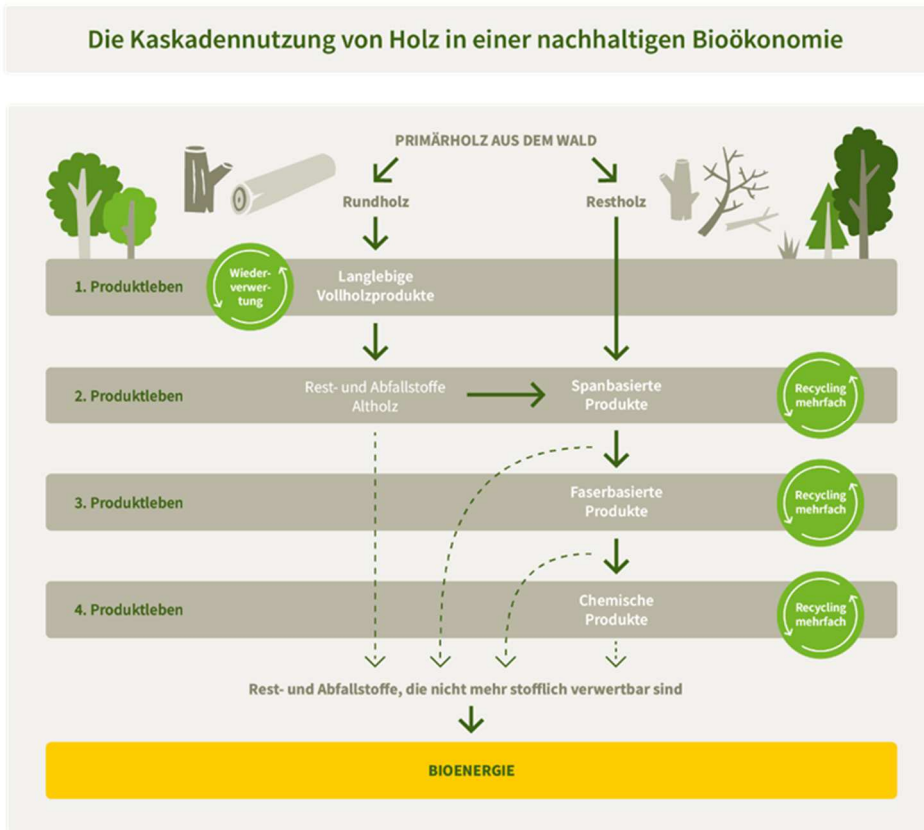 Die Kaskadennutzung von Holz in einer nachhaltigen Bioökonomie
PRIMÄRHOLZ AUS DEM WALD
Rundholz
Restholz
1. Produktleben
Wieder-
verwer-
tung
Langlebige
Vollholzprodukte
2. Produktleben
Rest- und Abfallstoffe
Altholz
Spanbasierte
Produkte
Recycling
mehrfach
3. Produktleben
Faserbasierte
Produkte
Recycling
mehrfach
4. Produktleben
Chemische
Produkte
Recycling
mehrfach
Rest- und Abfallstoffe, die nicht mehr stofflich verwertbar sind
BIOENERGIE